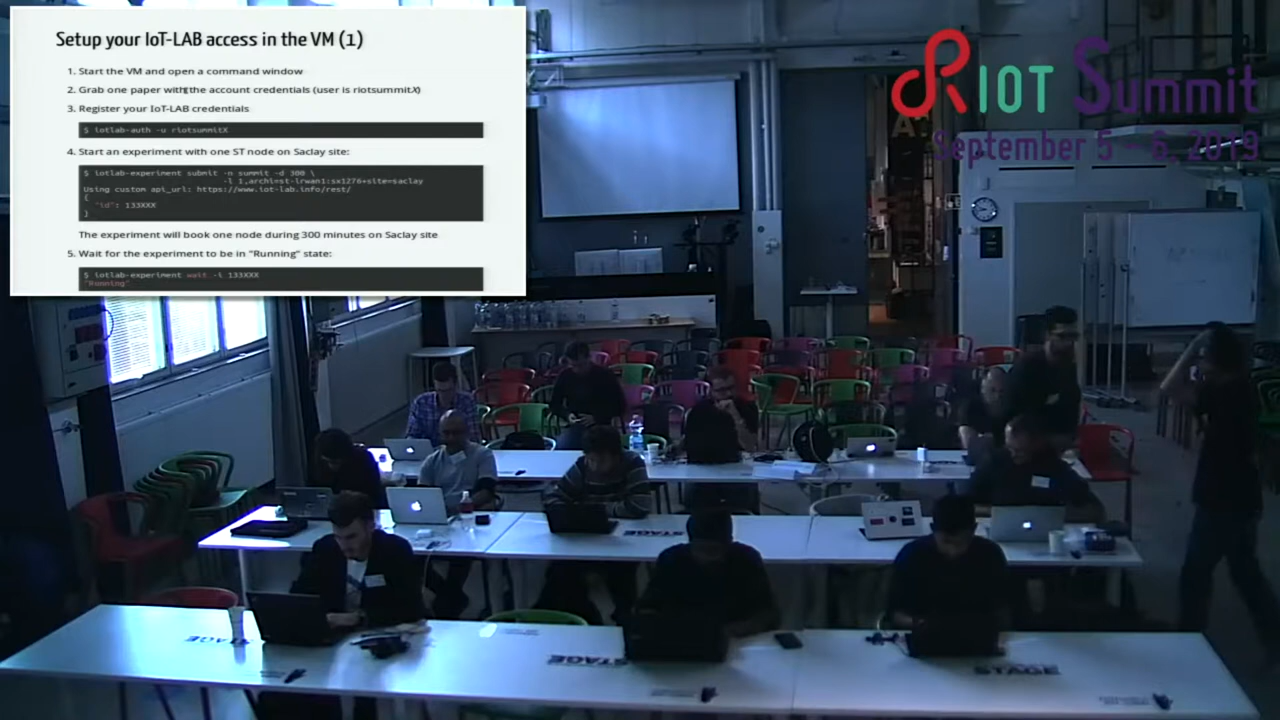 Setup your IoT-LAB access in the VM (1)
1. Start the VM and open a command window
2. Grab one paper with the account credentials (user is riotsummitX)
3. Register your IoT-LAB credentials
$ iotlab-auth -u riotsummitX
4. Start an experiment with one ST node on Saclay site:
$ iotlab-experiment submit -n summit -d 300 \
-l 1,archi=st-lrwan1:sx1276+site=saclay
Using custom api_url: https://www.iot-lab.info/rest/
{
"id": 133XXX
}
The experiment will book one node during 300 minutes on Saclay site
5. Wait for the experiment to be in "Running" state:
$ iotlab-experiment wait -i 133XXX
"Running"
RIOT Summit
September 5 – 6, 2019
STAGE
STAGE
STAGE
STAGE